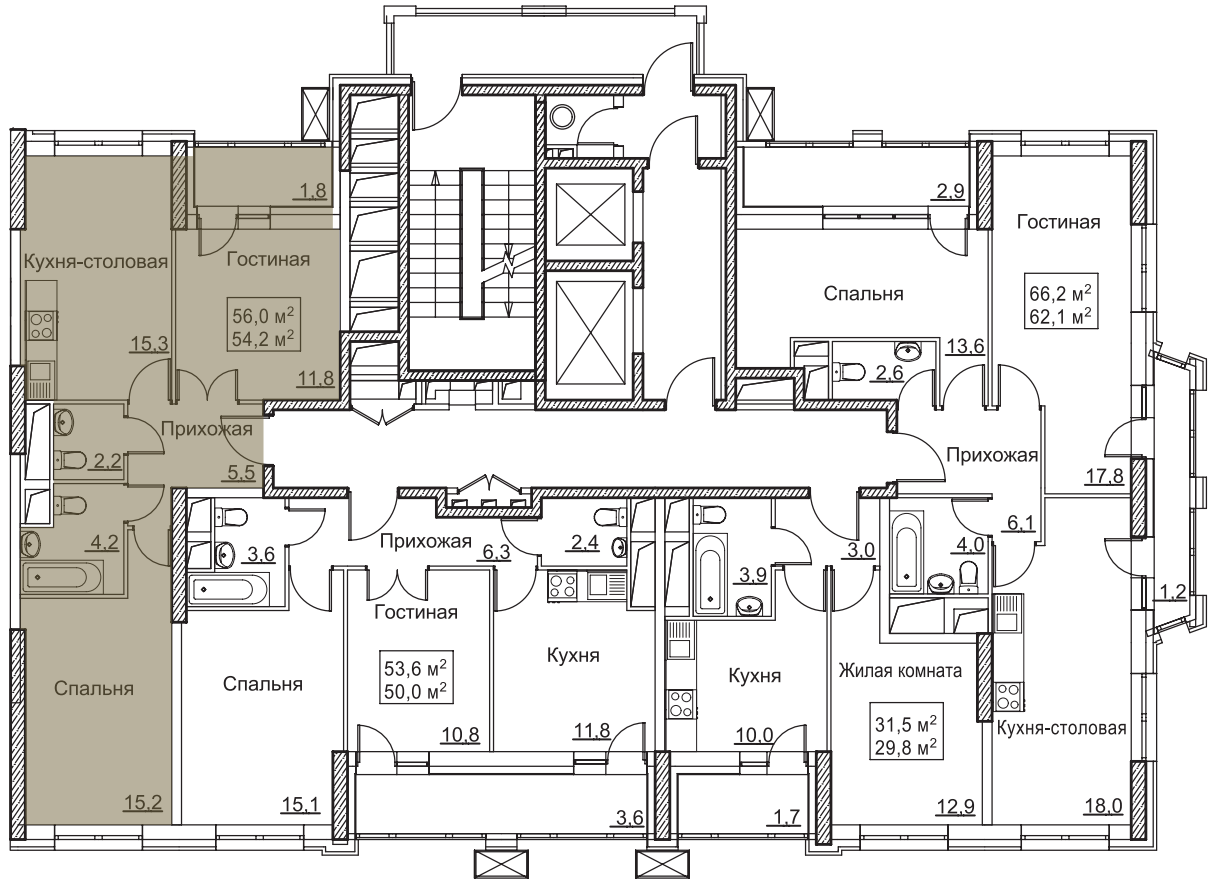 1,8
Кухня-столовая
Гостиная
56,0 м²
54,2 м²
15,3
11,8
2,2
Прихожая
5,5
4,2
Спальня
15,2
3,6
Спальня
15,1
Прихожая
6,3
Гостиная
53,6 м²
50,0 м²
10,8
2,4
Кухня
11,8
3,6
3,9
Кухня
10,0
1,7
3,0
Жилая комната
31,5 м²
29,8 м²
12,9
2,9
Спальня
13,6
2,6
Гостиная
66,2 м²
62,1 м²
17,8
Прихожая
6,1
4,0
1,2
Кухня-столовая
18,0